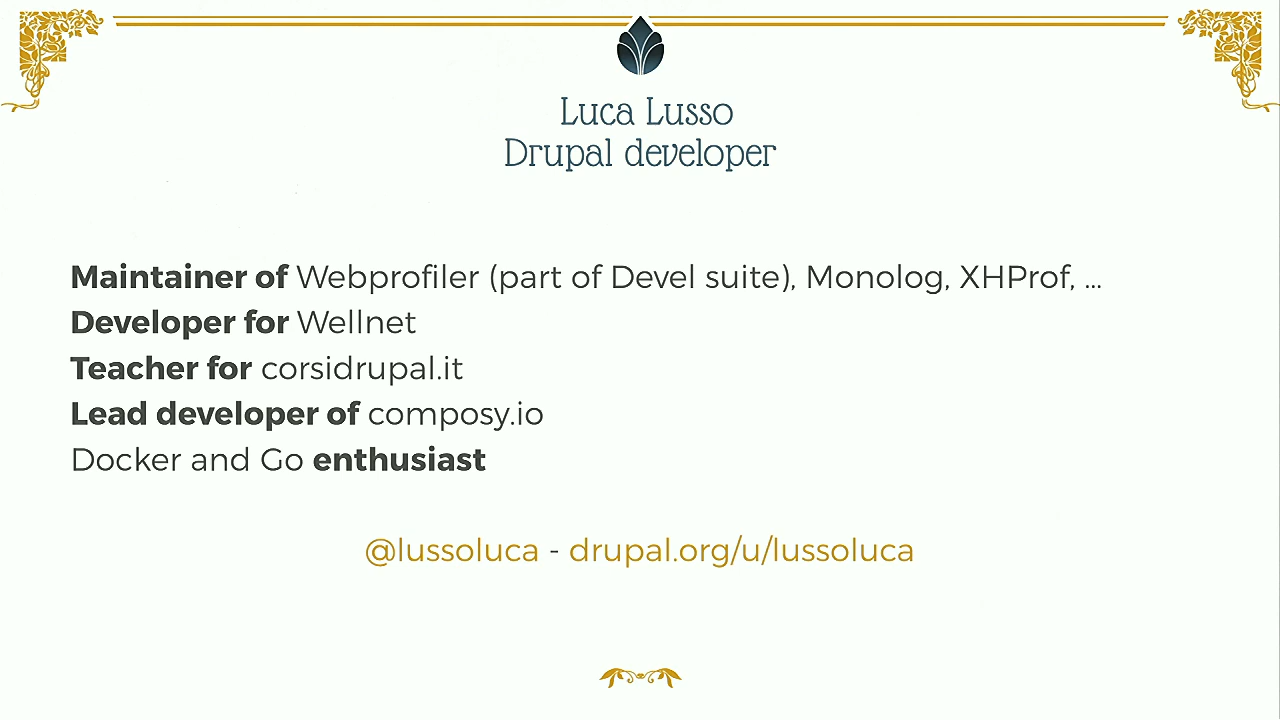 Luca Lusso
Drupal developer
Maintainer of Webprofiler (part of Devel suite), Monolog, XHProf, ...
Developer for Wellnet
Teacher for corsidrupal.it
Lead developer of composy.io
Docker and Go enthusiast
@lussoluca - drupal.org/u/lussoluca